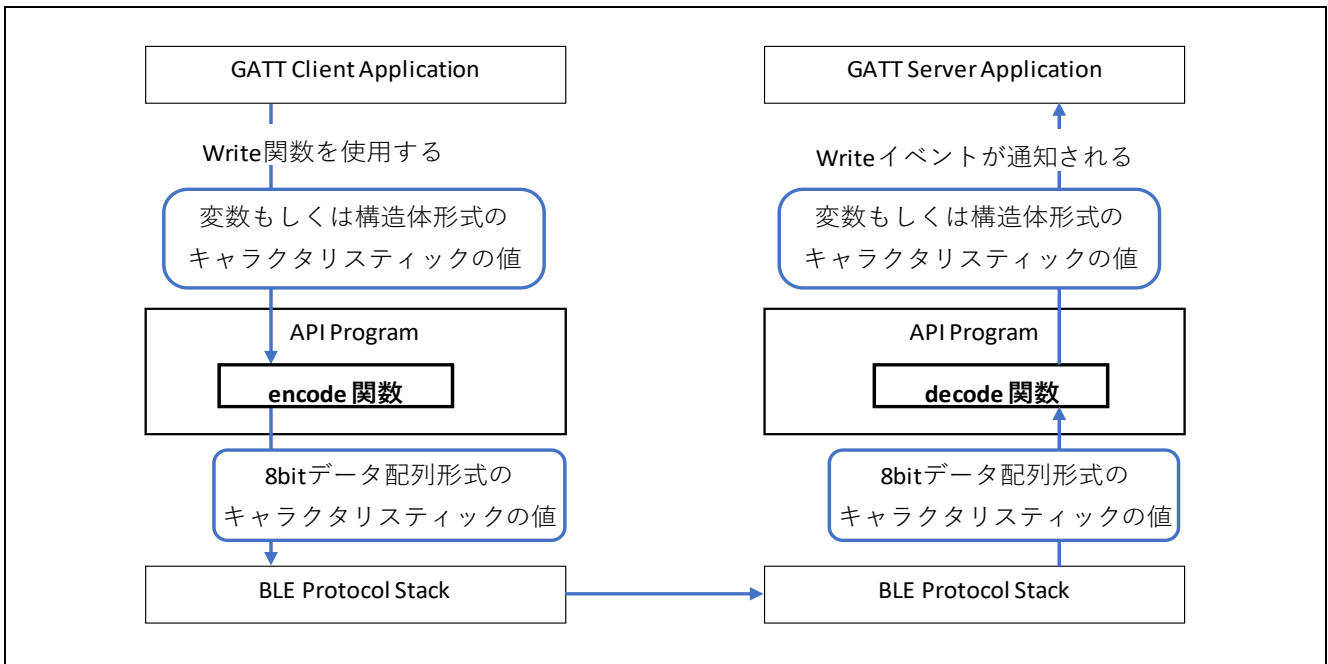 GATT Client Application
Write関数を使用する
変数もしくは構造体形式の
キャラクタリスティックの値
API Program
encode 関数
8bitデータ配列形式の
キャラクタリスティックの値
BLE Protocol Stack
GATT Server Application
Writeイベントが通知される
変数もしくは構造体形式の
キャラクタリスティックの値
API Program
decode 関数
8bitデータ配列形式の
キャラクタリスティックの値
BLE Protocol Stack